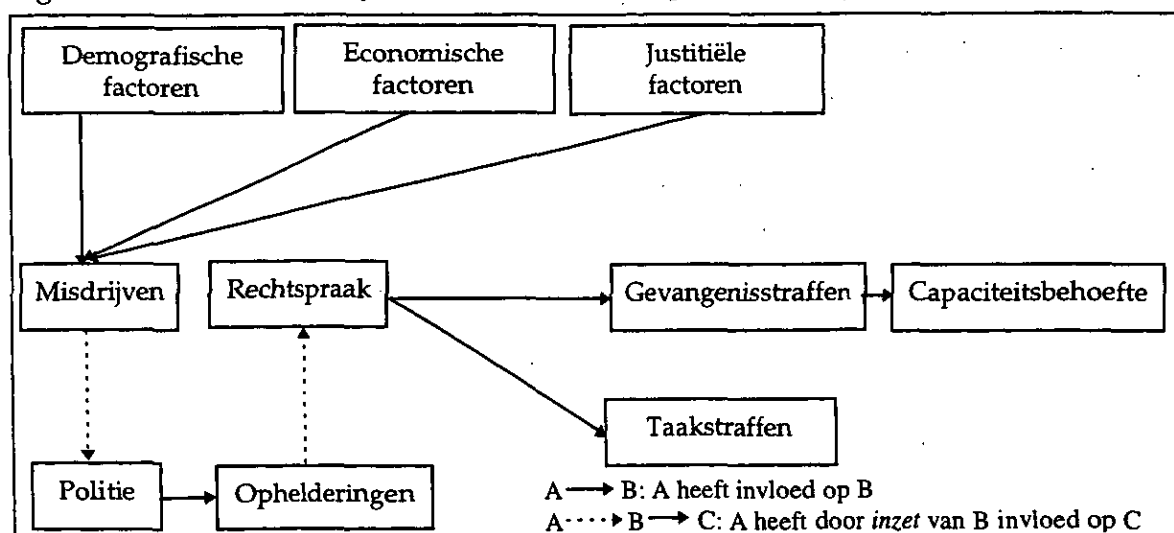 Demografische
factoren
Economische
factoren
Justitiële
factoren
Misdrijven
Rechtspraak
Gevangenisstraffen
Capaciteitsbehoefte
Taakstraffen
Politie
Ophelderingen
A → B: A heeft invloed op B
A ····▸ B → C: A heeft door inzet van B invloed op C